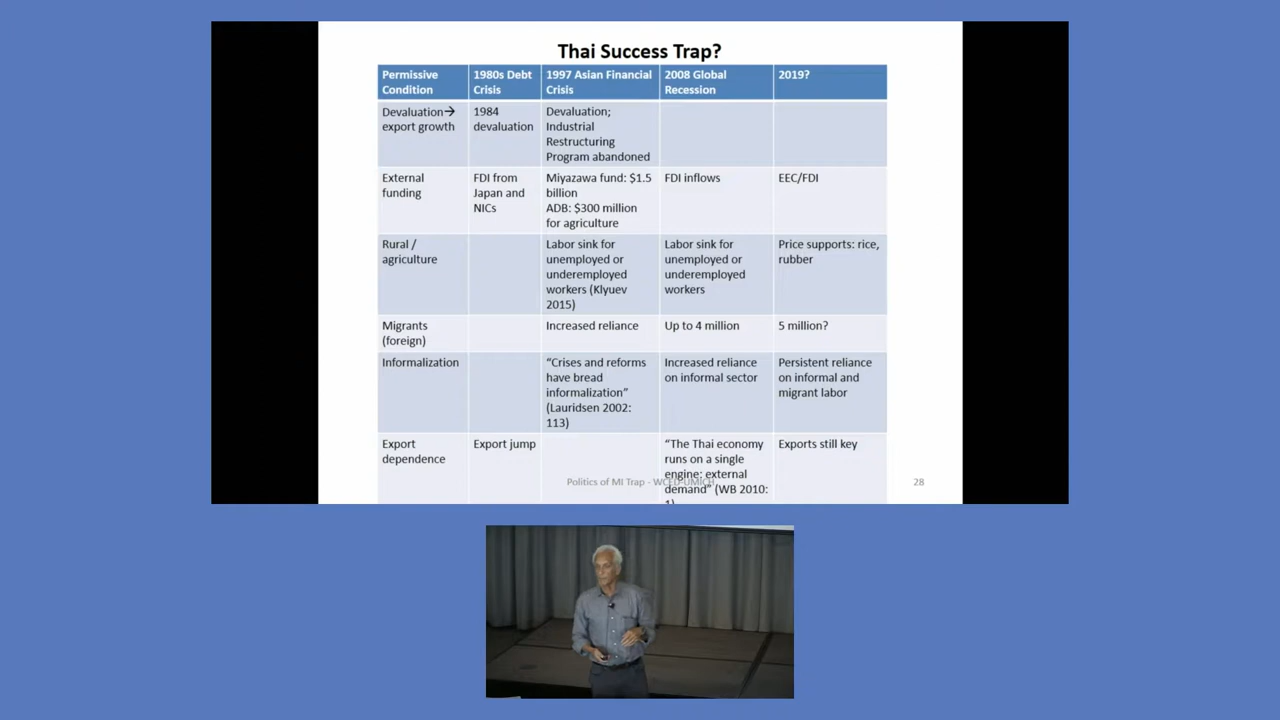 Thai Success Trap?
Permissive
Condition
1980s Debt
Crisis
1997 Asian Financial
Crisis
2008 Global
Recession
2019?
Devaluation→
export growth
1984
devaluation
Devaluation;
Industrial
Restructuring
Program abandoned
External
funding
FDI from
Japan and
NICs
Miyazawa fund: $1.5
billion
ADB: $300 million
for agriculture
FDI inflows
EEC/FDI
Rural /
agriculture
Labor sink for
unemployed or
underemployed
workers (Klyuev
2015)
Labor sink for
unemployed or
underemployed
workers
Price supports: rice,
rubber
Migrants
(foreign)
Increased reliance
Up to 4 million
5 million?
Informalization
“Crises and reforms
have bread
informalization”
(Lauridsen 2002:
113)
Increased reliance
on informal sector
Persistent reliance
on informal and
migrant labor
Export
dependence
Export jump
“The Thai economy
runs on a single
engine: external
demand” (WB 2010:
1)
Exports still key
Politics of MI Trap - WCED UMICH
28